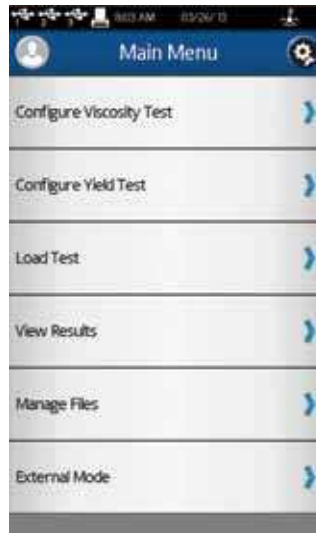 Main Menu
Configure Viscosity Test
Configure Yield Test
Load Test
View Results
Manage Files
External Mode